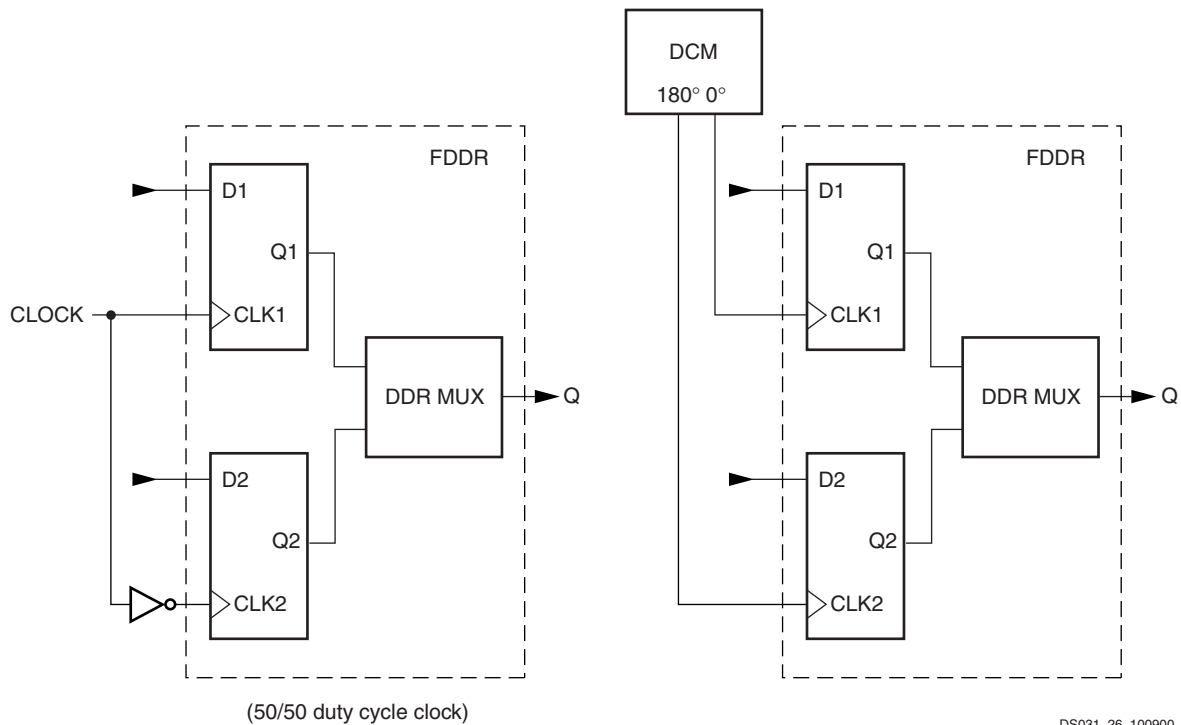 DCM
180° 0°
FDDR
D1
Q1
CLOCK
CLK1
DDR MUX
Q
D2
Q2
CLK2
(50/50 duty cycle clock)
FDDR
D1
Q1
CLK1
DDR MUX
Q
D2
Q2
CLK2
DS031_26_100900